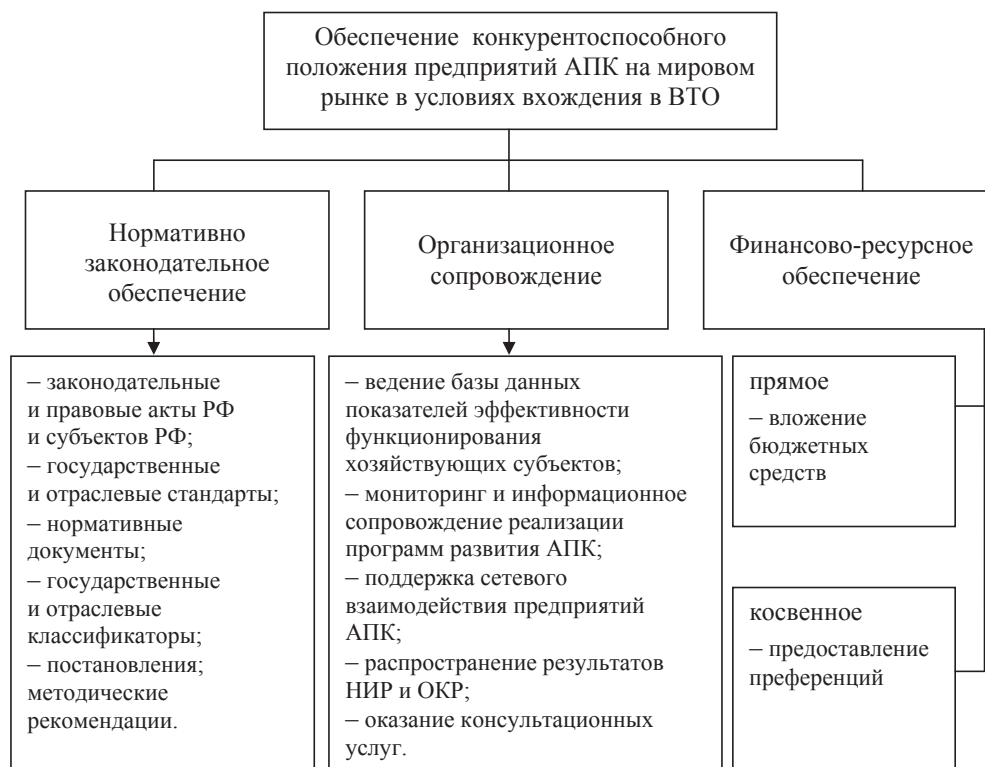 Обеспечение конкурентоспособного
положения предприятий АПК на мировом
рынке в условиях вхождения в ВТО
Нормативно
законодательное
обеспечение
Организационное
сопровождение
Финансово-ресурсное
обеспечение
– законодательные
и правовые акты РФ
и субъектов РФ;
– государственные
и отраслевые стандарты;
– нормативные
документы;
– государственные
и отраслевые
классификаторы;
– постановления;
методические
рекомендации.
– ведение базы данных
показателей эффективности
функционирования
хозяйствующих субъектов;
– мониторинг и информационное
сопровождение реализации
программ развития АПК;
– поддержка сетевого
взаимодействия предприятий
АПК;
– распространение результатов
НИР и ОКР;
– оказание консультационных
услуг.
прямое
– вложение
бюджетных
средств
косвенное
– предоставление
преференций